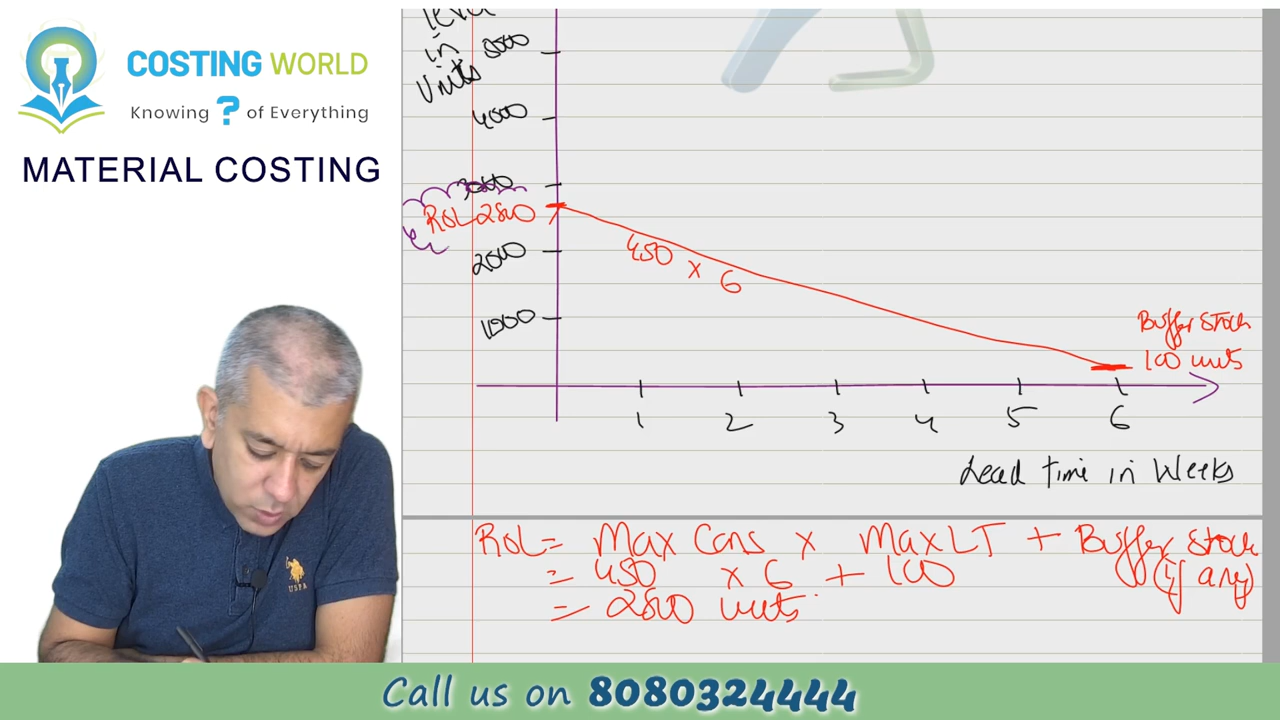 COSTING WORLD
Knowing ? of Everything
MATERIAL COSTING
Level
in
Units
5000
4000
3000
ROL 2800
2000
1000
450
x
6
Buffer Stock
100 units
1 2 3 4 5 6
Lead time in Weeks
ROL = Max Cons x Max LT + Buffer Stock
= 450 x 6 + 100 (if any)
= 2800 units
USPA
Call us on 8080324444